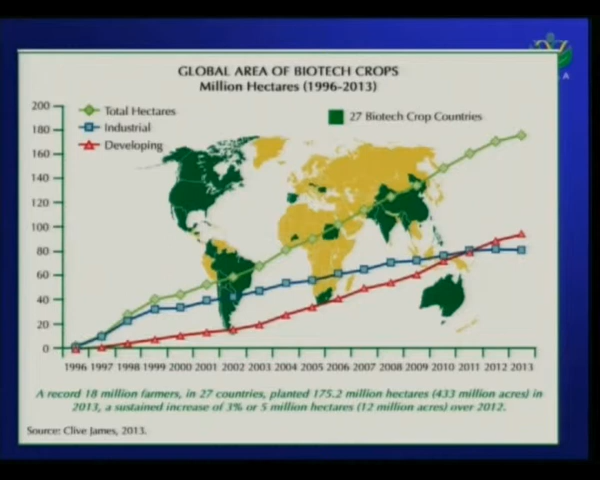 GLOBAL AREA OF BIOTECH CROPS
Million Hectares (1996-2013)
A
200
180
160
140
120
100
80
60
40
20
0
Total Hectares
Industrial
Developing
27 Biotech Crop Countries
1996 1997 1998 1999 2000 2001 2002 2003 2004 2005 2006 2007 2008 2009 2010 2011 2012 2013
A record 18 million farmers, in 27 countries, planted 175.2 million hectares (433 million acres) in
2013, a sustained increase of 3% or 5 million hectares (12 million acres) over 2012.
Source: Clive James, 2013.